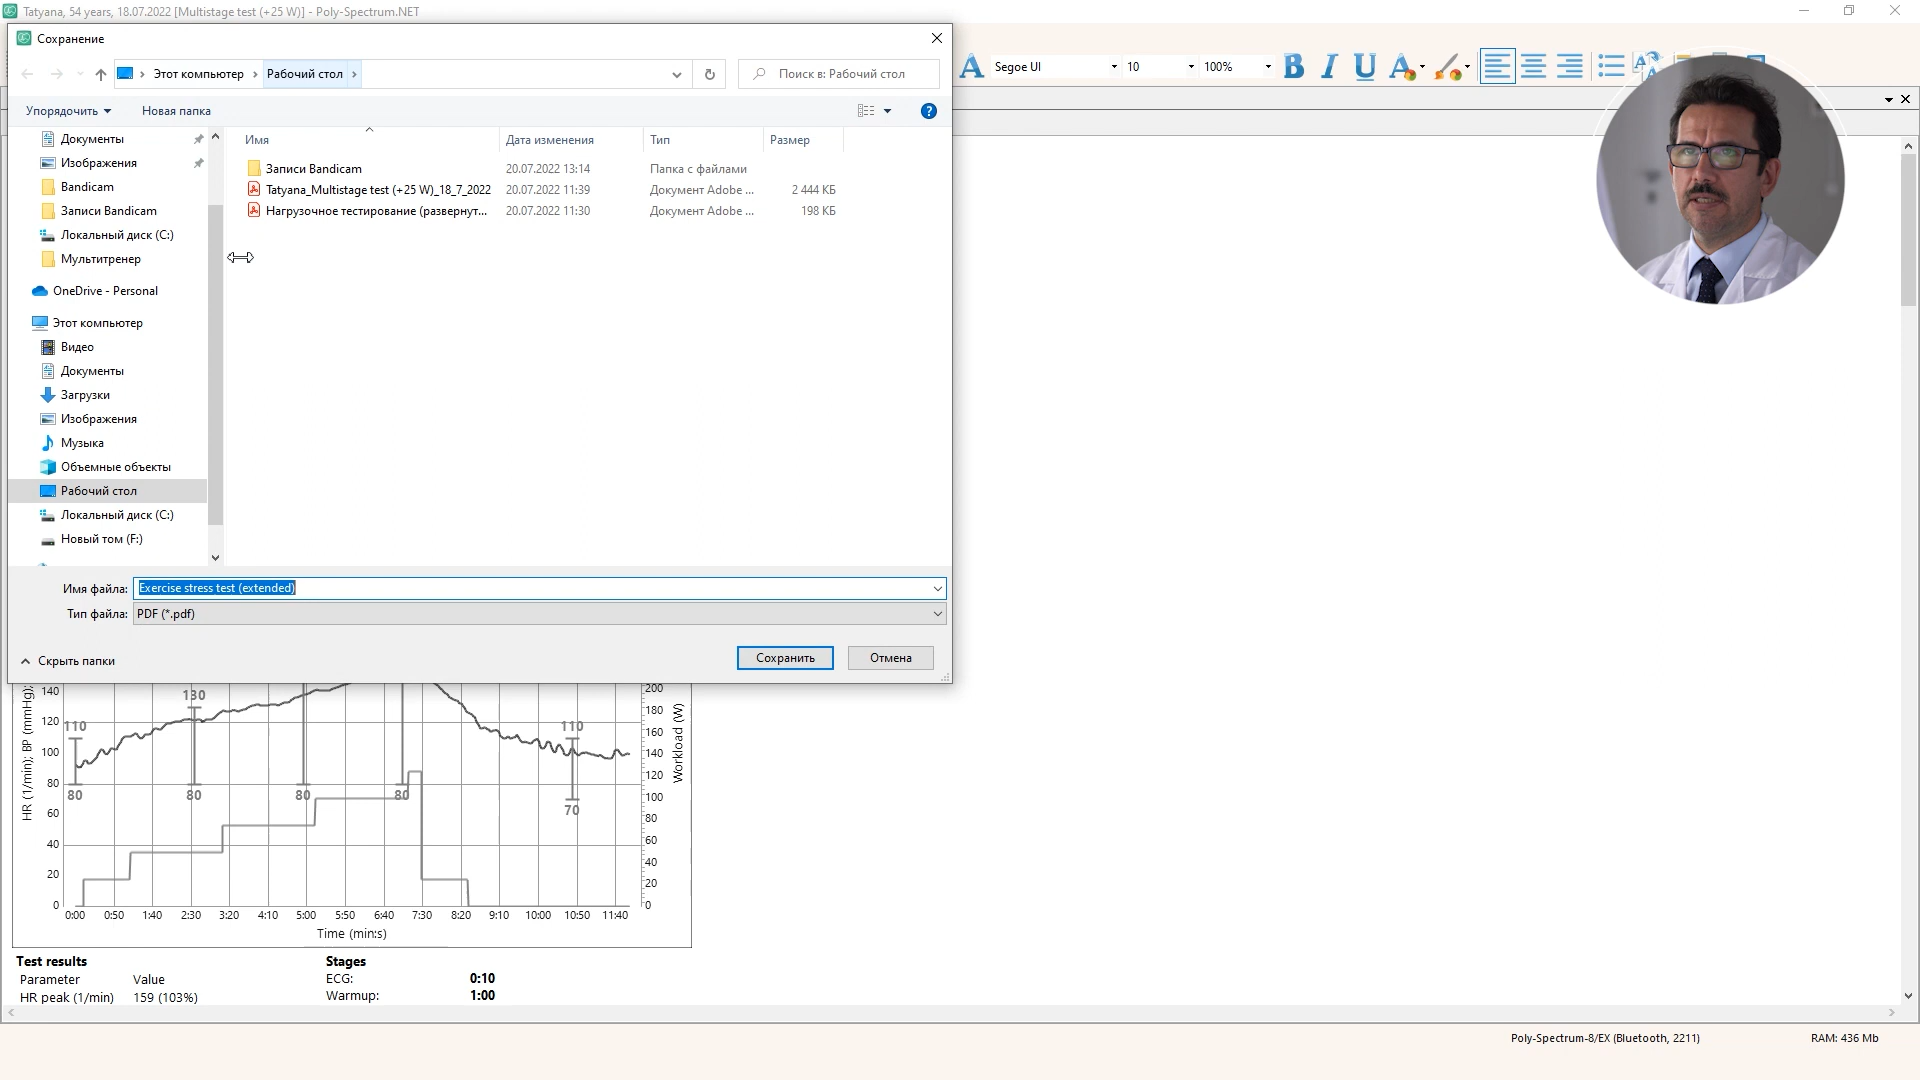 Tatyana, 54 years, 18.07.2022 [Multistage test (+25 W)] - Poly-Spectrum.NET
Сохранение
Этот компьютер
Рабочий стол
Поиск в: Рабочий стол
Segoe UI
10
100%
B I U A
Упорядочить
Новая папка
Документы
Изображения
Bandicam
Записи Bandicam
Локальный диск (C:)
Мультитренер
OneDrive - Personal
Этот компьютер
Видео
Документы
Загрузки
Изображения
Музыка
Объемные объекты
Рабочий стол
Локальный диск (C:)
Новый том (F:)
Имя Дата изменения Тип Размер
Записи Bandicam 20.07.2022 13:14 Папка с файлами
Tatyana_Multistage test (+25 W)_18_7_2022 20.07.2022 11:39 Документ Adobe ... 2 444 КБ
Нагрузочное тестирование (развернут... 20.07.2022 11:30 Документ Adobe ... 198 КБ
Имя файла: Exercise stress test (extended)
Тип файла: PDF (*.pdf)
Скрыть папки
Сохранить
Отмена
HR (1/min); BP (mmHg);
140
120
100
80
60
40
20
0
110
80
130
80
80
80
110
70
200
180
160
140
120
100
80
60
40
20
0
Workload (W)
0:00 0:50 1:40 2:30 3:20 4:10 5:00 5:50 6:40 7:30 8:20 9:10 10:00 10:50 11:40
Time (min:s)
Test results
Parameter Value
HR peak (1/min) 159 (103%)
Stages
ECG: 0:10
Warmup: 1:00
Poly-Spectrum-8/EX (Bluetooth, 2211)
RAM: 436 Mb